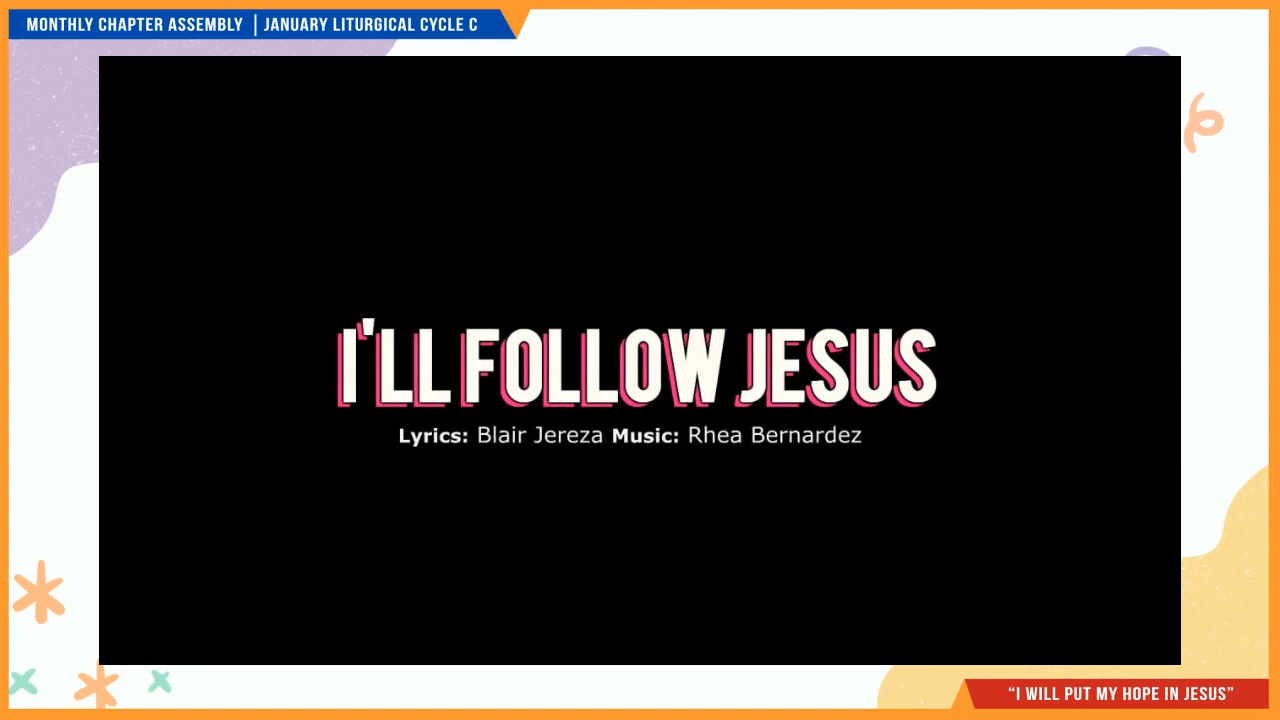 MONTHLY CHAPTER ASSEMBLY | JANUARY LITURGICAL CYCLE C
I'LL FOLLOW JESUS
Lyrics: Blair Jereza Music: Rhea Bernardez
“I WILL PUT MY HOPE IN JESUS”